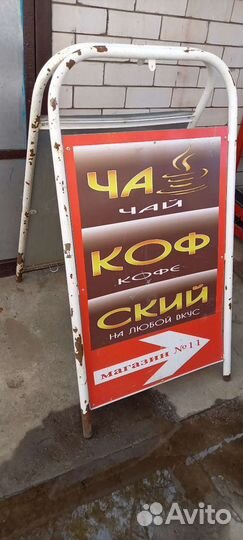 ЧА
ЧАЙ
КОФ
КОФЕ
СКИЙ
НА ЛЮБОЙ ВКУС
магазин №11
Avito